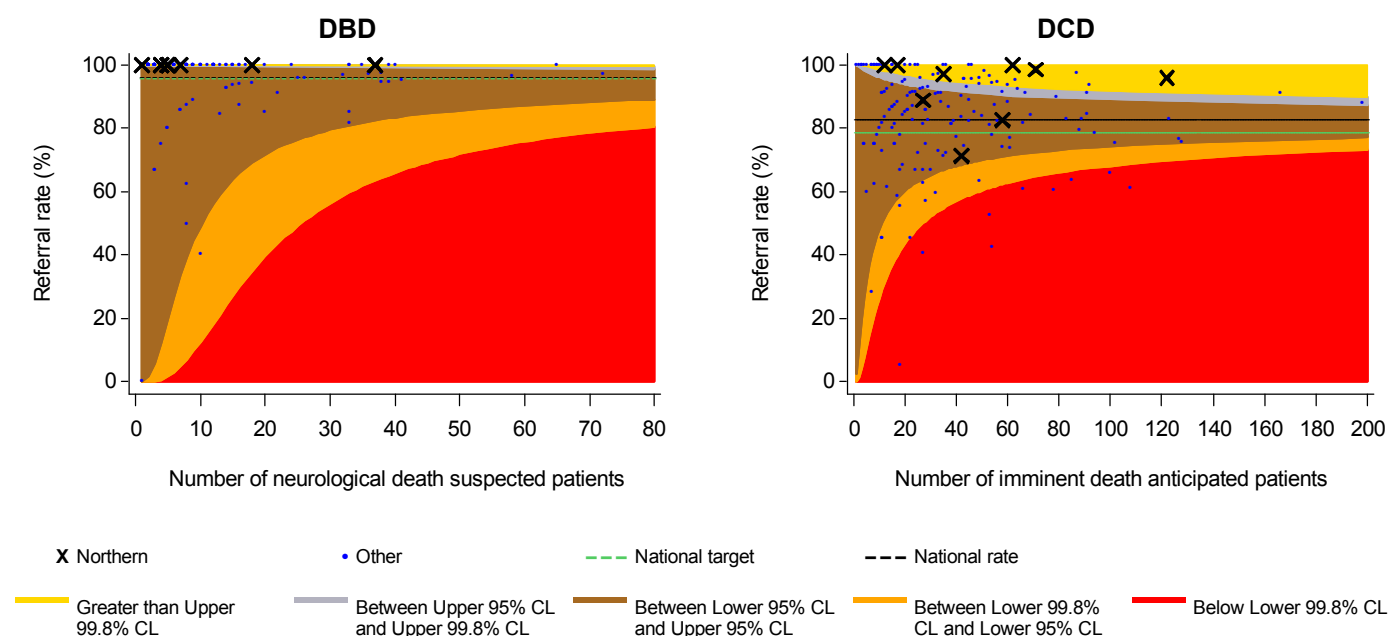 DBD
DCD
100
80
60
40
20
0
Referral rate (%)
0 10 20 30 40 50 60 70 80
Number of neurological death suspected patients
100
80
60
40
20
0
Referral rate (%)
0 20 40 60 80 100 120 140 160 180 200
Number of imminent death anticipated patients
X Northern
Other
National target
National rate
Greater than Upper
99.8% CL
Between Upper 95% CL
and Upper 99.8% CL
Between Lower 95% CL
and Upper 95% CL
Between Lower 99.8%
CL and Lower 95% CL
Below Lower 99.8% CL